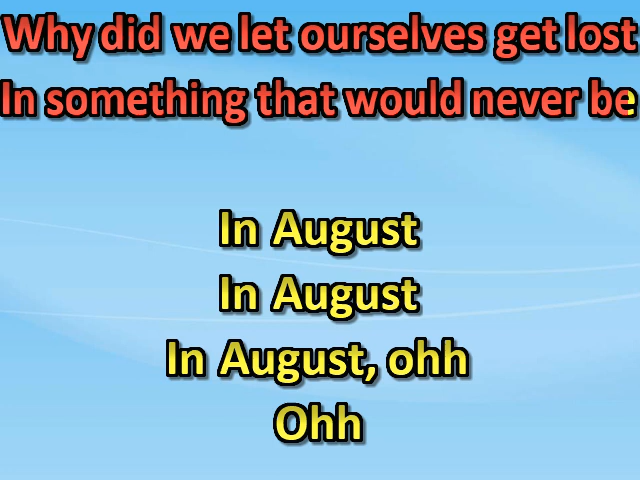 Why did we let ourselves get lost
In something that would never be
In August
In August
In August, ohh
Ohh